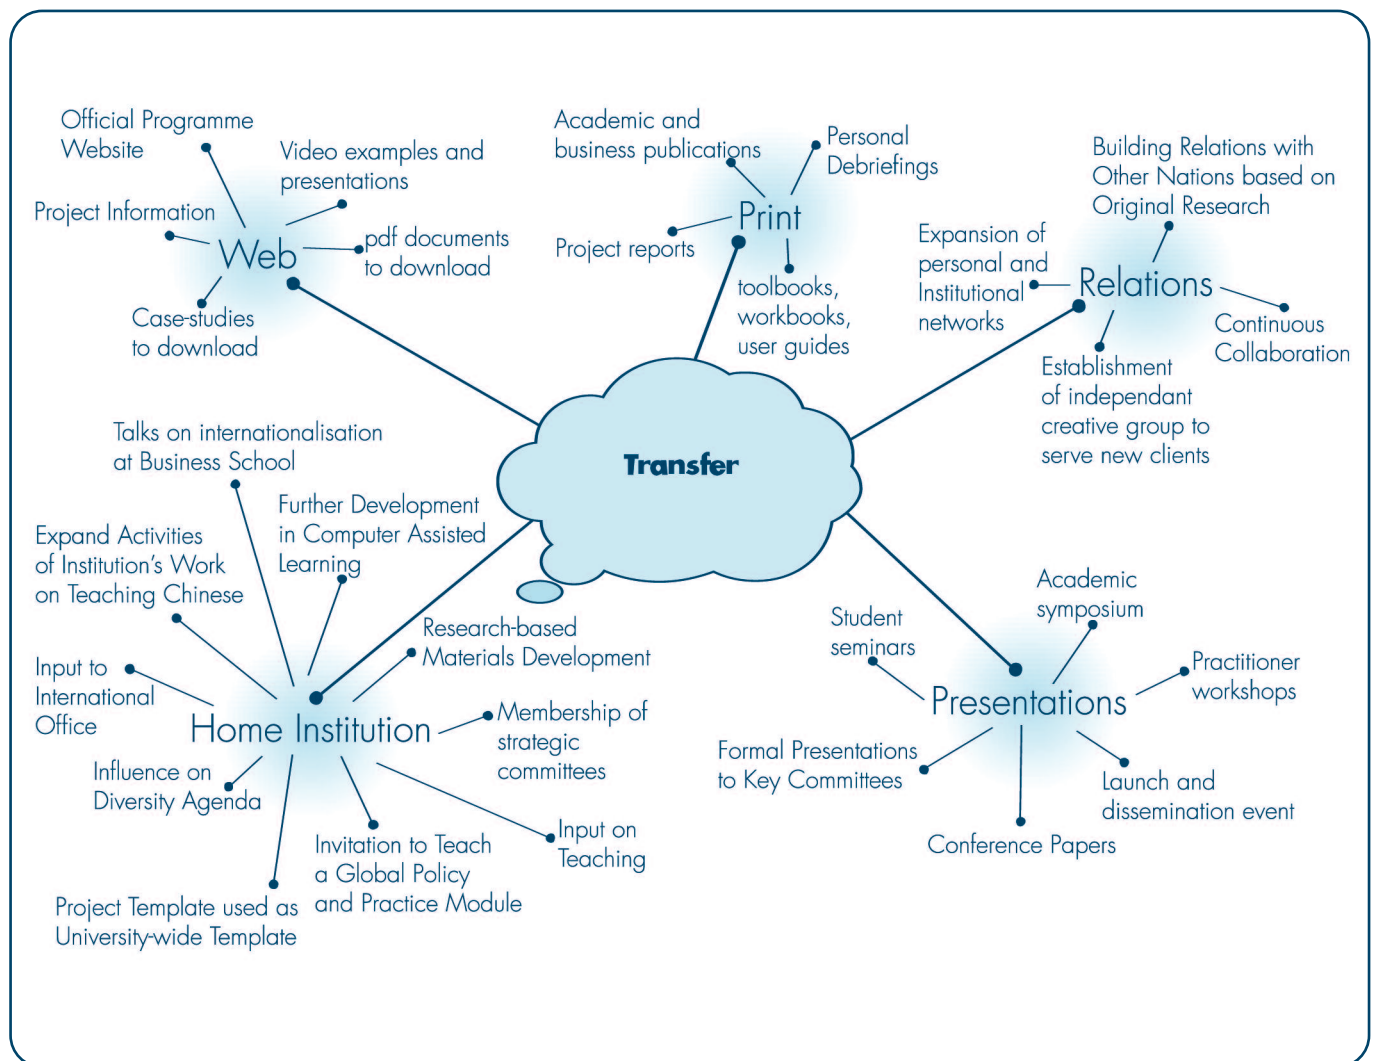 Official Programme
Website
Video examples and
presentations
Project Information
Web
pdf documents
to download
Case-studies
to download
Academic and
business publications
Personal
Debriefings
Print
Project reports
toolbooks,
workbooks,
user guides
Building Relations with
Other Nations based on
Original Research
Expansion of
personal and
Institutional
networks
Relations
Continuous
Collaboration
Establishment
of independant
creative group to
serve new clients
Transfer
Talks on internationalisation
at Business School
Further Development
in Computer Assisted
Learning
Expand Activities
of Institution's Work
on Teaching Chinese
Research-based
Materials Development
Input to
International
Office
Home Institution
Membership of
strategic
committees
Influence on
Diversity Agenda
Input on
Teaching
Invitation to Teach
a Global Policy
and Practice Module
Project Template used as
University-wide Template
Academic
symposium
Student
seminars
Practitioner
workshops
Presentations
Formal Presentations
to Key Committees
Launch and
dissemination event
Conference Papers